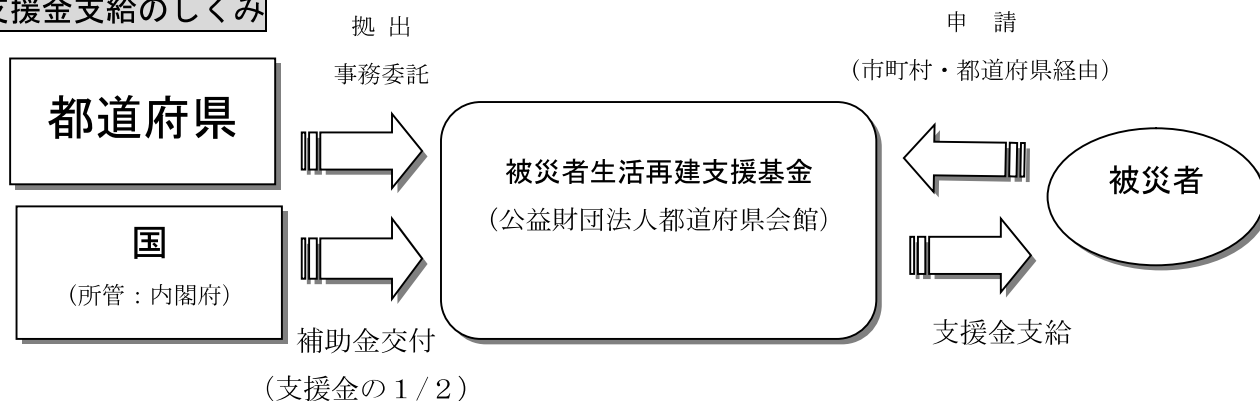 支援金支給のしくみ
拠 出
事務委託
都道府県
国
（所管：内閣府）
補助金交付
（支援金の１/２）
被災者生活再建支援基金
（公益財団法人都道府県会館）
申　請
（市町村・都道府県経由）
被災者
支援金支給